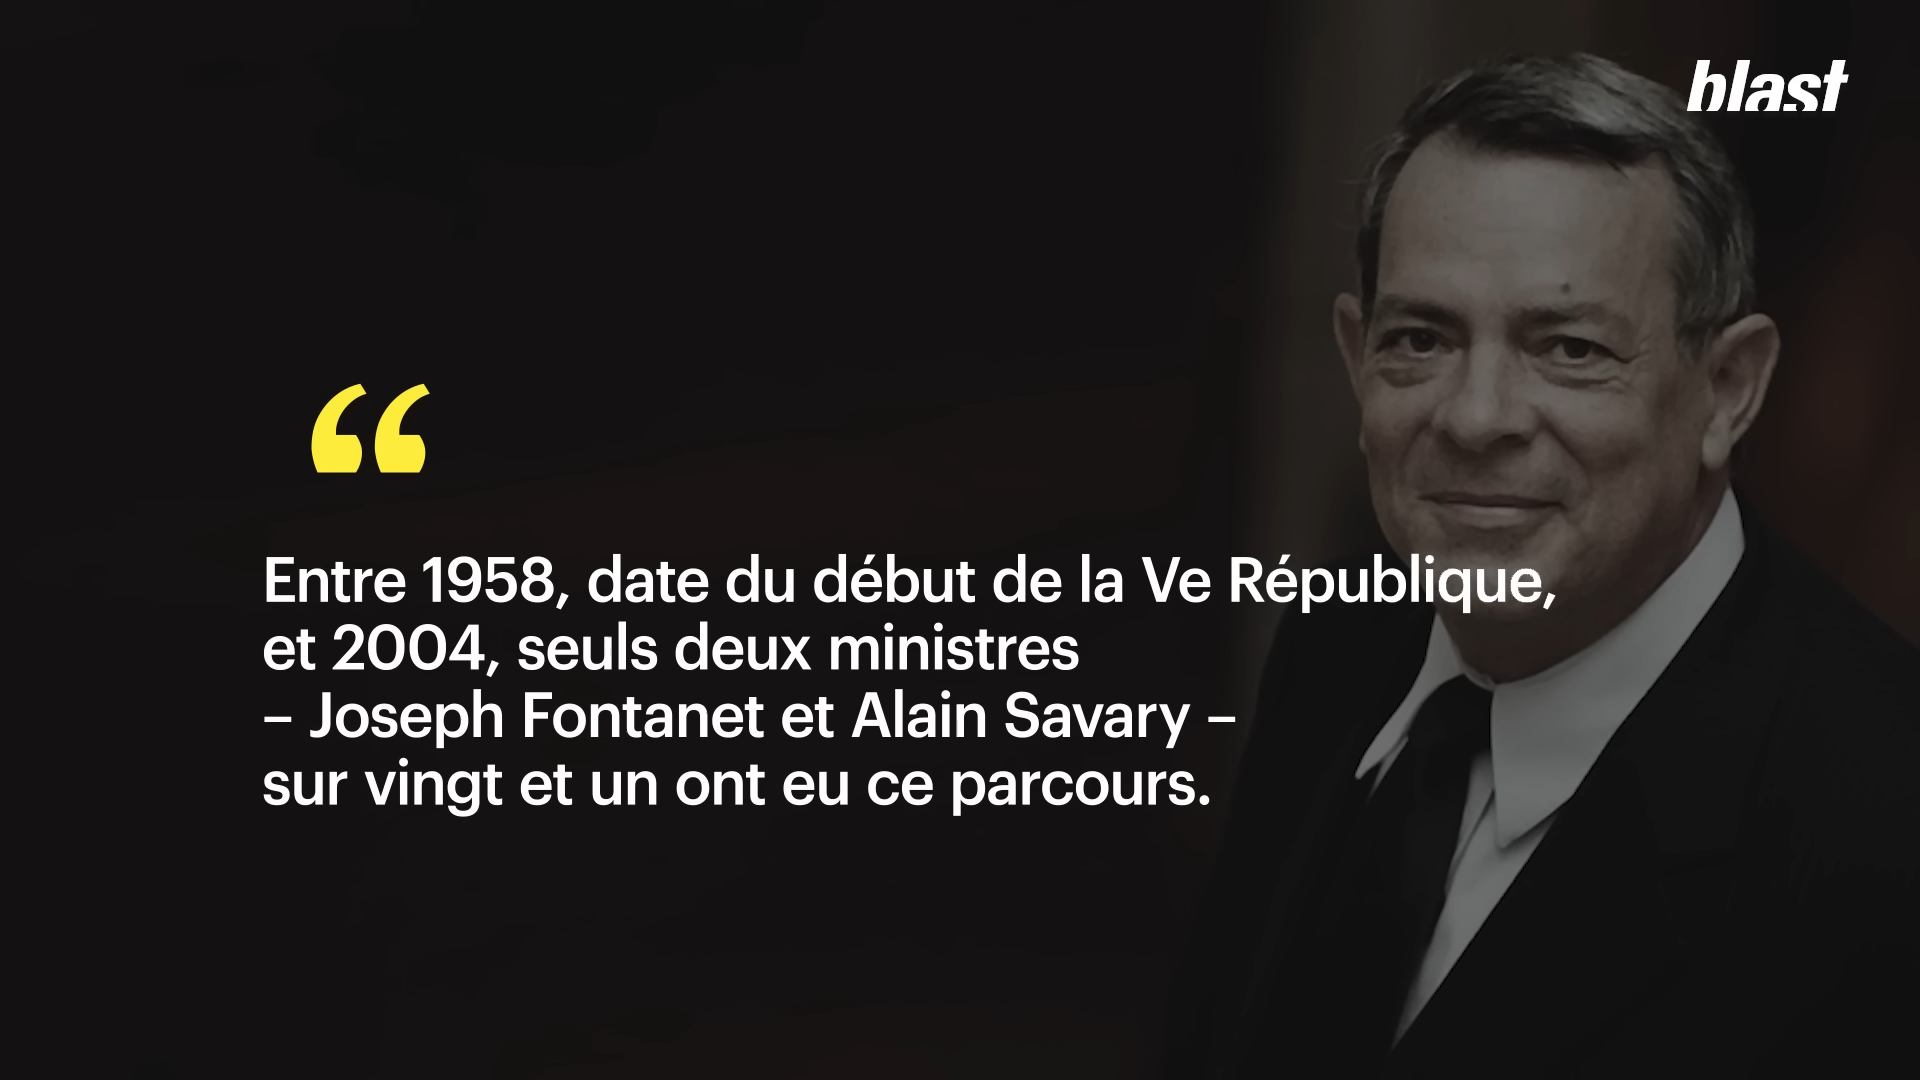 blast
“
Entre 1958, date du début de la Ve République,
et 2004, seuls deux ministres
– Joseph Fontanet et Alain Savary –
sur vingt et un ont eu ce parcours.